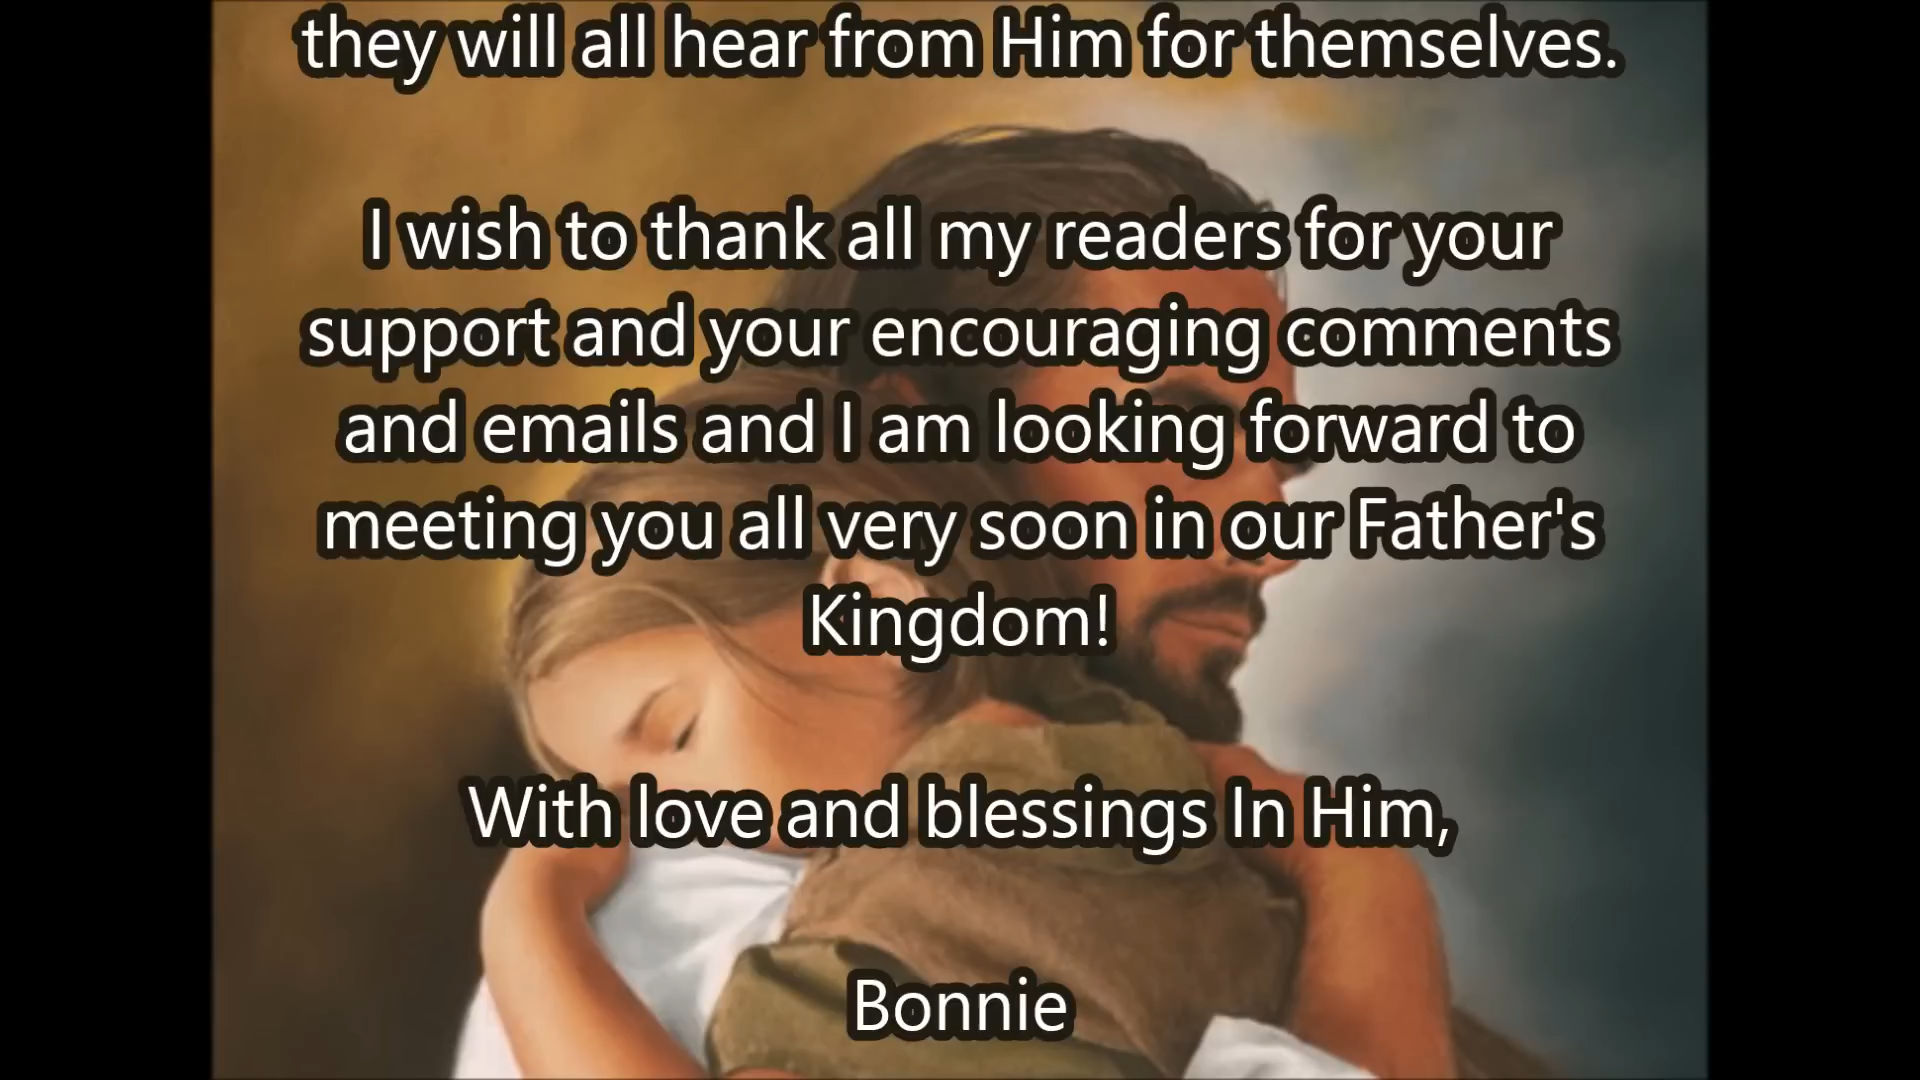 they will all hear from Him for themselves.
I wish to thank all my readers for your
support and your encouraging comments
and emails and I am looking forward to
meeting you all very soon in our Father's
Kingdom!
With love and blessings In Him,
Bonnie